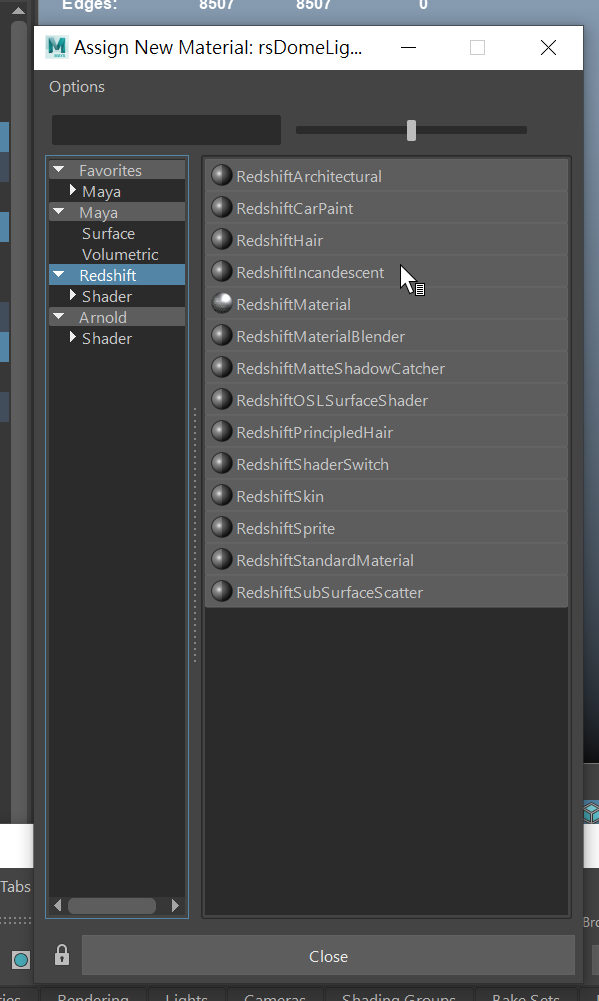 Edges: 8507 8507 0
M Assign New Material: rsDomeLig...
MAYA
Options
Favorites
Maya
Maya
Surface
Volumetric
Redshift
Shader
Arnold
Shader
RedshiftArchitectural
RedshiftCarPaint
RedshiftHair
RedshiftIncandescent
RedshiftMaterial
RedshiftMaterialBlender
RedshiftMatteShadowCatcher
RedshiftOSLSurfaceShader
RedshiftPrincipledHair
RedshiftShaderSwitch
RedshiftSkin
RedshiftSprite
RedshiftStandardMaterial
RedshiftSubSurfaceScatter
Tabs
Bro
Close
Rendering Lights Cameras Shading Groups Bake Sets